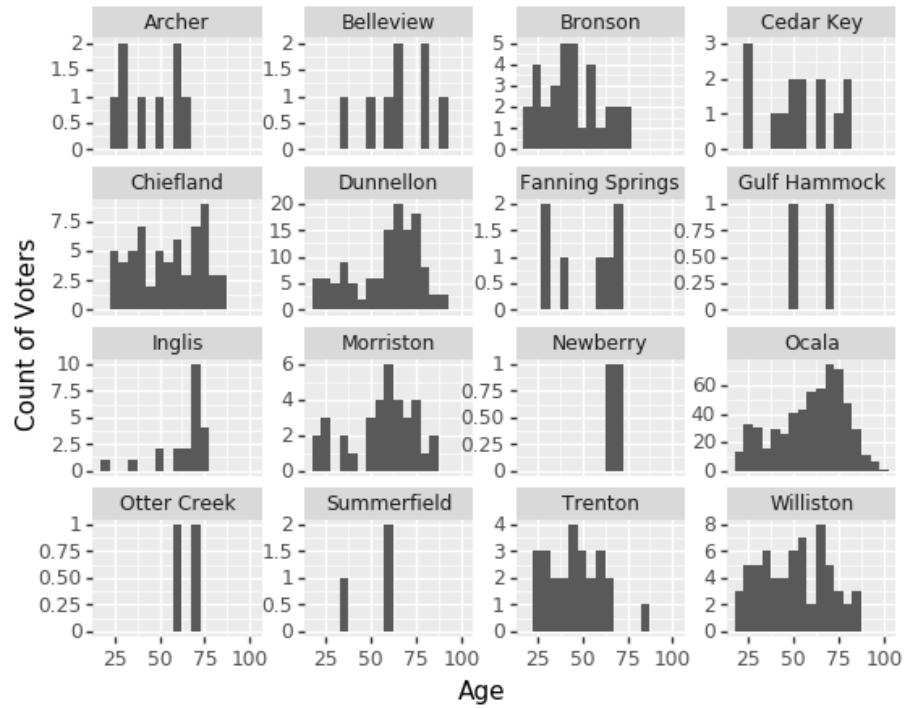 Archer Belleview Bronson Cedar Key
2 1.5 1 0.5 0
2 1.5 1 0.5 0
5 4 3 2 1 0
3 2 1 0
Chiefland Dunnellon Fanning Springs Gulf Hammock
7.5 5 2.5 0
20 15 10 5 0
2 1.5 1 0.5 0
1 0.75 0.50 0.25 0
Count of Voters
Inglis Morriston Newberry Ocala
10 7.5 5 2.5 0
6 4 2 0
1 0.75 0.50 0.25 0
60 40 20 0
Otter Creek Summerfield Trenton Williston
1 0.75 0.50 0.25 0
2 1.5 1 0.5 0
4 3 2 1 0
8 6 4 2 0
25 50 75 100 25 50 75 100 25 50 75 100 25 50 75 100
Age